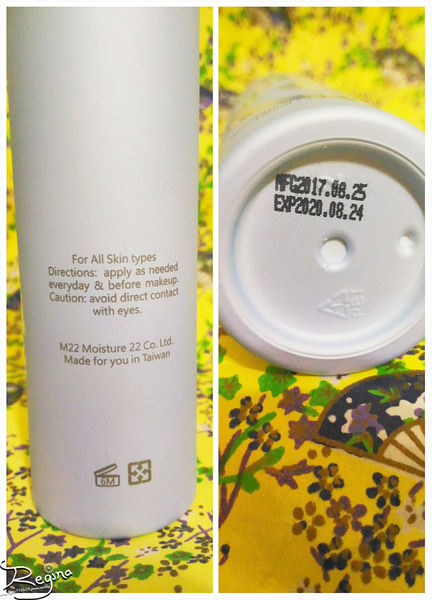 For All Skin types
Directions: apply as needed
everyday & before makeup.
Caution: avoid direct contact
with eyes.
M22 Moisture 22 Co. Ltd.
Made for you in Taiwan
6M
MFG2017.08.25
EXP2020.08.24
PET
Regina